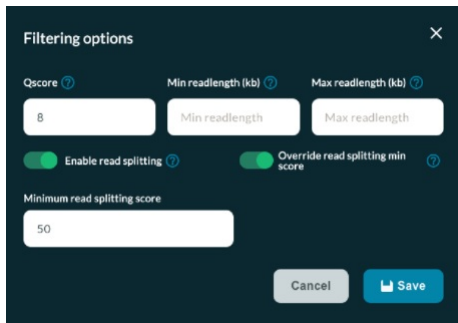 Filtering options
Qscore
Min readlength (kb)
Max readlength (kb)
8
Min readlength
Max readlength
Enable read splitting
Override read splitting min
score
Minimum read splitting score
50
Cancel
Save